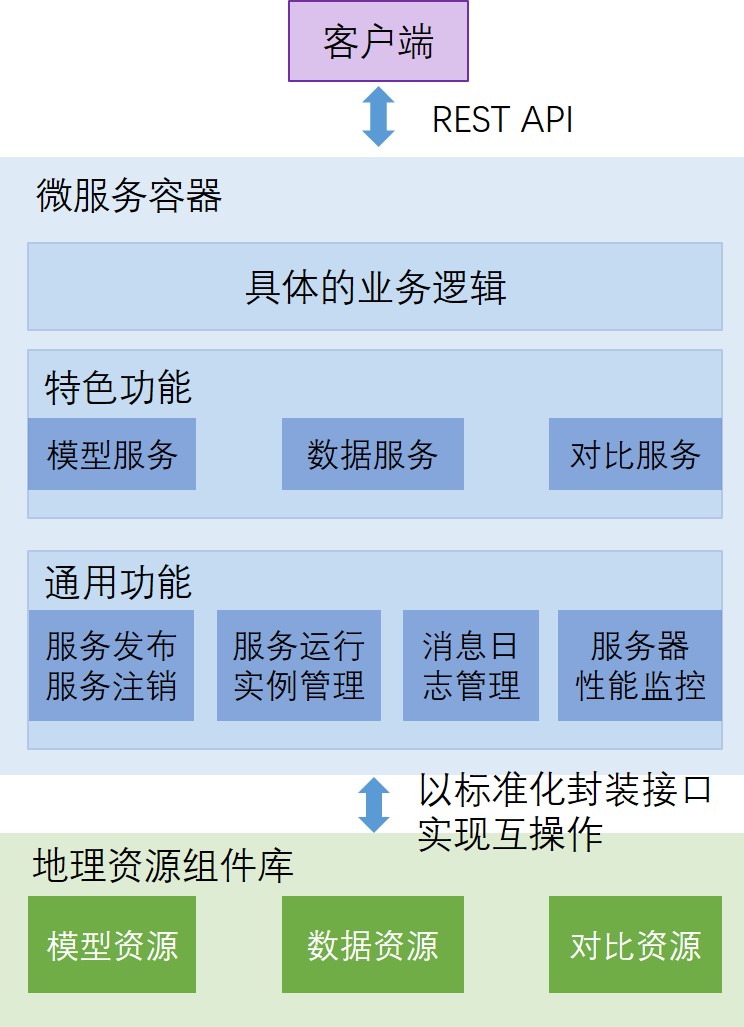 客户端
REST API
微服务容器
具体的业务逻辑
特色功能
模型服务
数据服务
对比服务
通用功能
服务发布
服务注销
服务运行
实例管理
消息日
志管理
服务器
性能监控
以标准化封装接口
实现互操作
地理资源组件库
模型资源
数据资源
对比资源